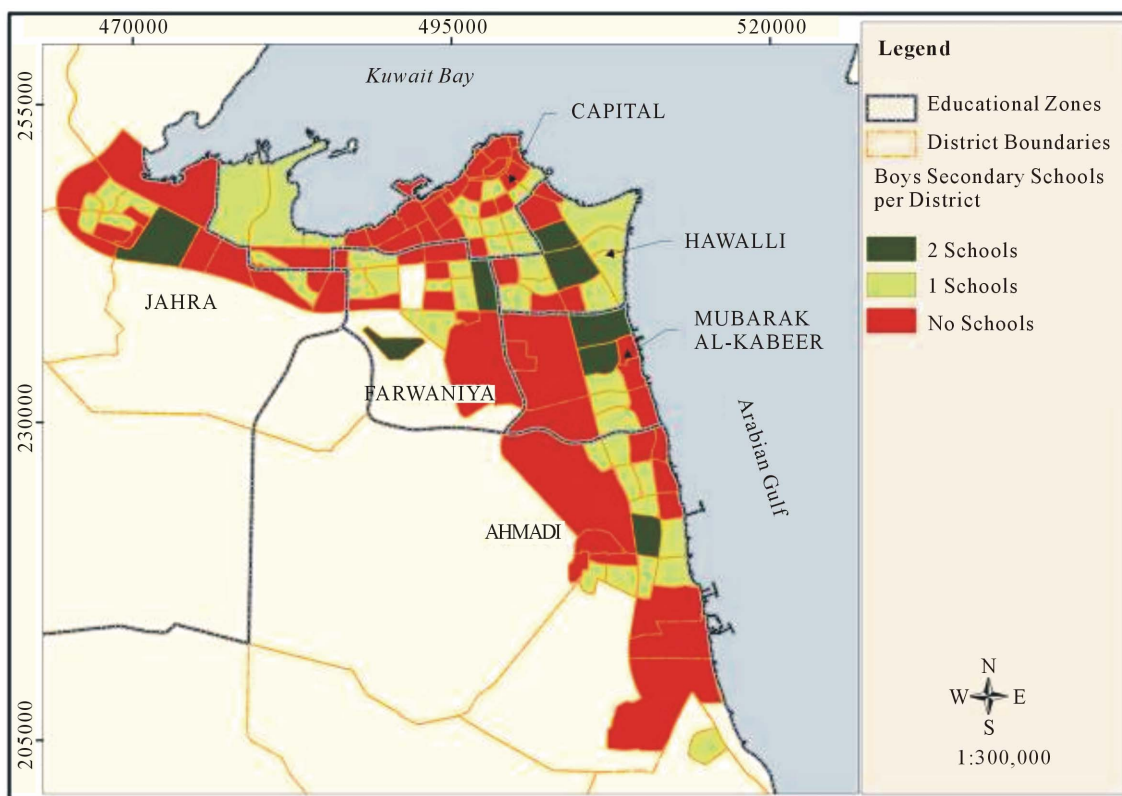 470000
495000
520000
255000
230000
205000
Kuwait Bay
CAPITAL
HAWALLI
MUBARAK
AL-KABEER
JAHRA
FARWANIYA
Arabian Gulf
AHMADI
Legend
Educational Zones
District Boundaries
Boys Secondary Schools
per District
2 Schools
1 Schools
No Schools
N
W E
S
1:300,000